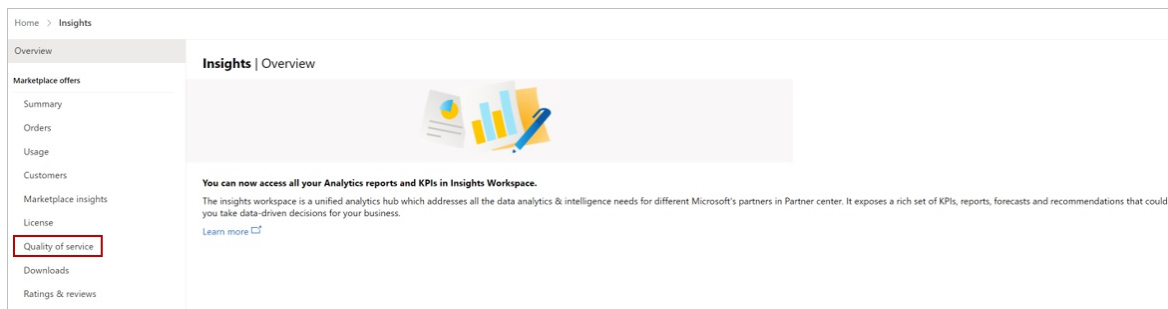 Home > Insights
Overview
Marketplace offers
Summary
Orders
Usage
Customers
Marketplace insights
License
Quality of service
Downloads
Ratings & reviews
Insights | Overview
You can now access all your Analytics reports and KPIs in Insights Workspace.
The insights workspace is a unified analytics hub which addresses all the data analytics & intelligence needs for different Microsoft's partners in Partner center. It exposes a rich set of KPIs, reports, forecasts and recommendations that could
you take data-driven decisions for your business.
Learn more